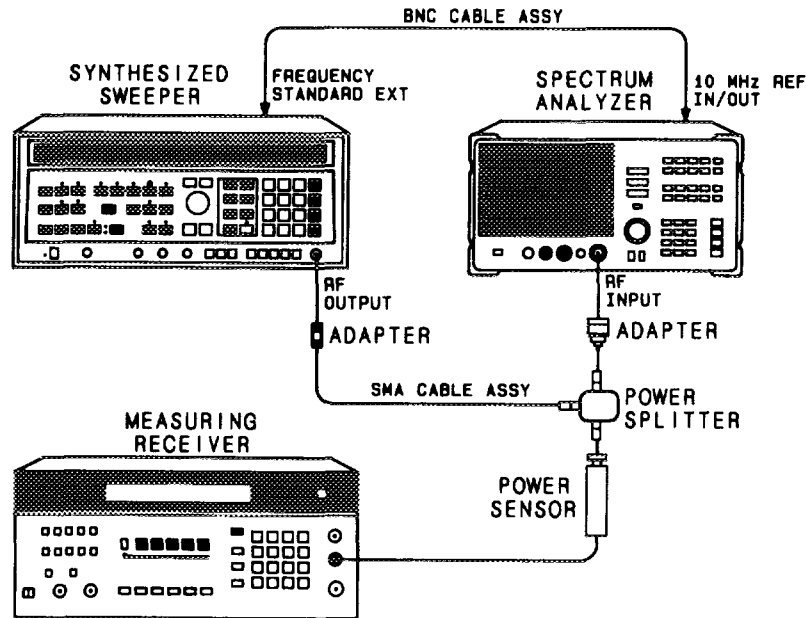 BNC CABLE ASSY
SYNTHESIZED
SWEEPER
FREQUENCY
STANDARD EXT
SPECTRUM
ANALYZER
10 MHz REF
IN/OUT
RF
OUTPUT
ADAPTER
RF
INPUT
ADAPTER
SMA CABLE ASSY
POWER
SPLITTER
MEASURING
RECEIVER
POWER
SENSOR